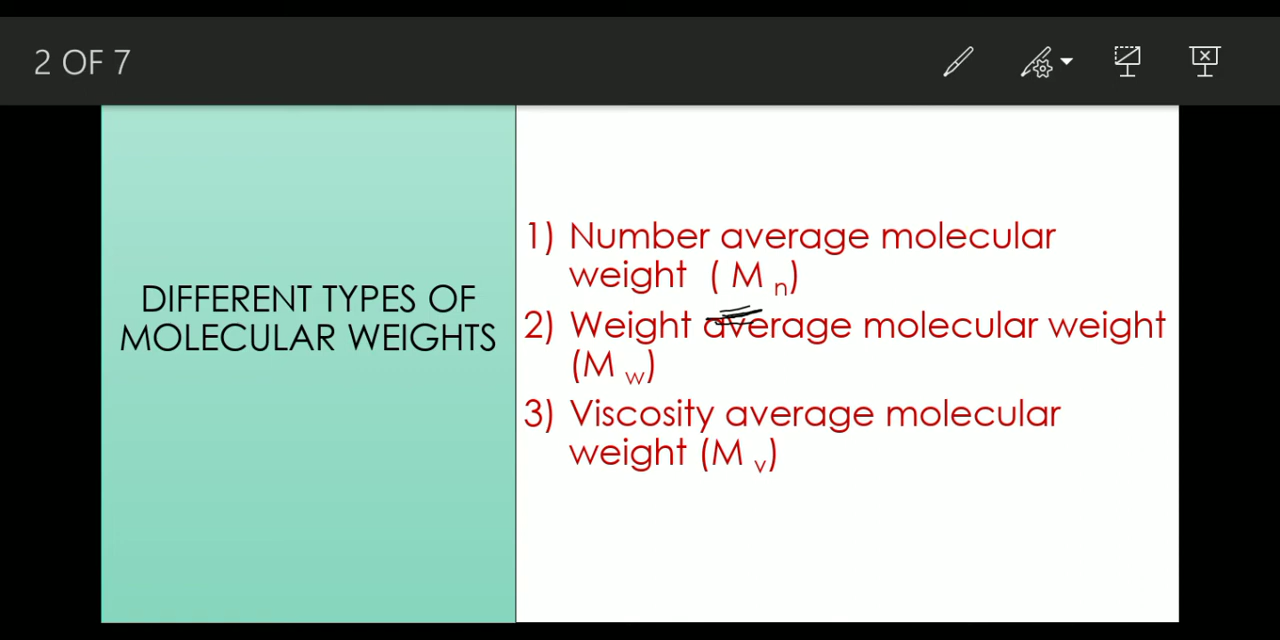 2 OF 7
DIFFERENT TYPES OF
MOLECULAR WEIGHTS
1) Number average molecular
weight ( M n)
2) Weight average molecular weight
(M w)
3) Viscosity average molecular
weight (M v)